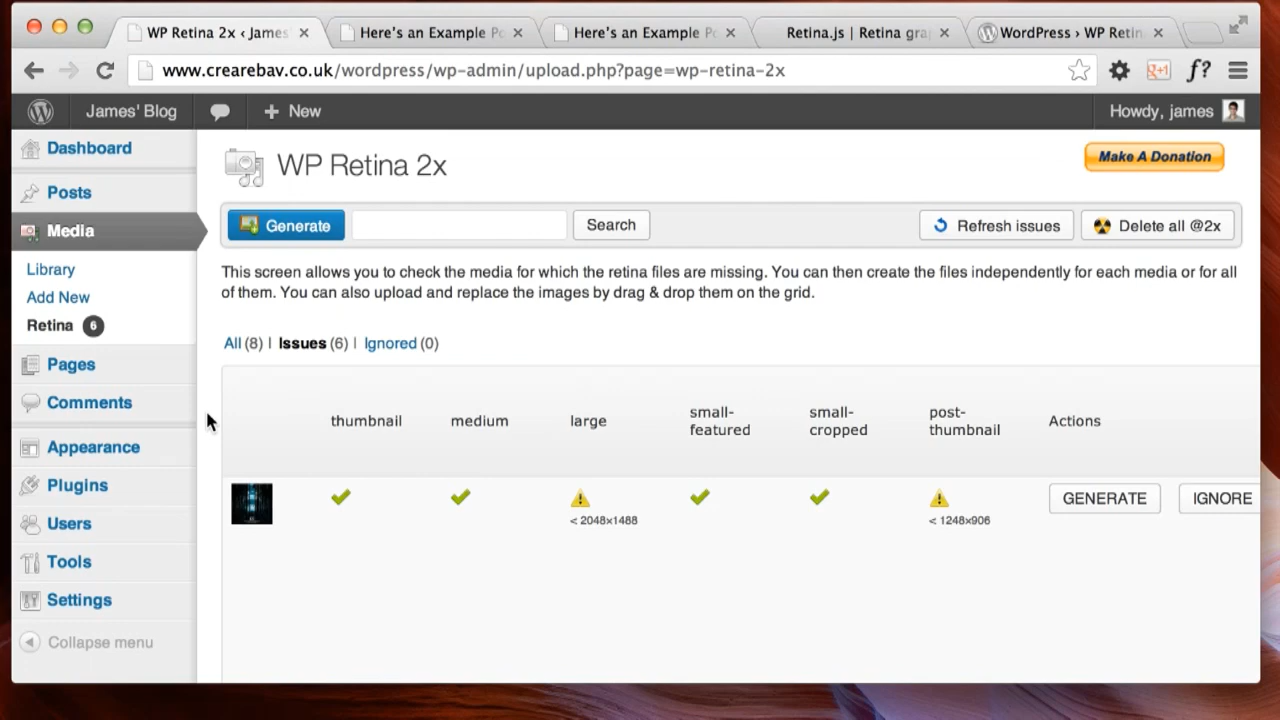 WP Retina 2x ‹ James
Here's an Example Po
Here's an Example Po
Retina.js | Retina gra
WordPress › WP Retin
www.crearebav.co.uk/wordpress/wp-admin/upload.php?page=wp-retina-2x
g+1
f?
James' Blog
New
Howdy, james
Dashboard
Posts
Media
Library
Add New
Retina 6
Pages
Comments
Appearance
Plugins
Users
Tools
Settings
Collapse menu
WP Retina 2x
Make A Donation
Generate
Search
Refresh issues
Delete all @2x
This screen allows you to check the media for which the retina files are missing. You can then create the files independently for each media or for all
of them. You can also upload and replace the images by drag & drop them on the grid.
All (8) | Issues (6) | Ignored (0)
thumbnail
medium
large
small-
featured
small-
cropped
post-
thumbnail
Actions
< 2048×1488
< 1248×906
GENERATE
IGNORE